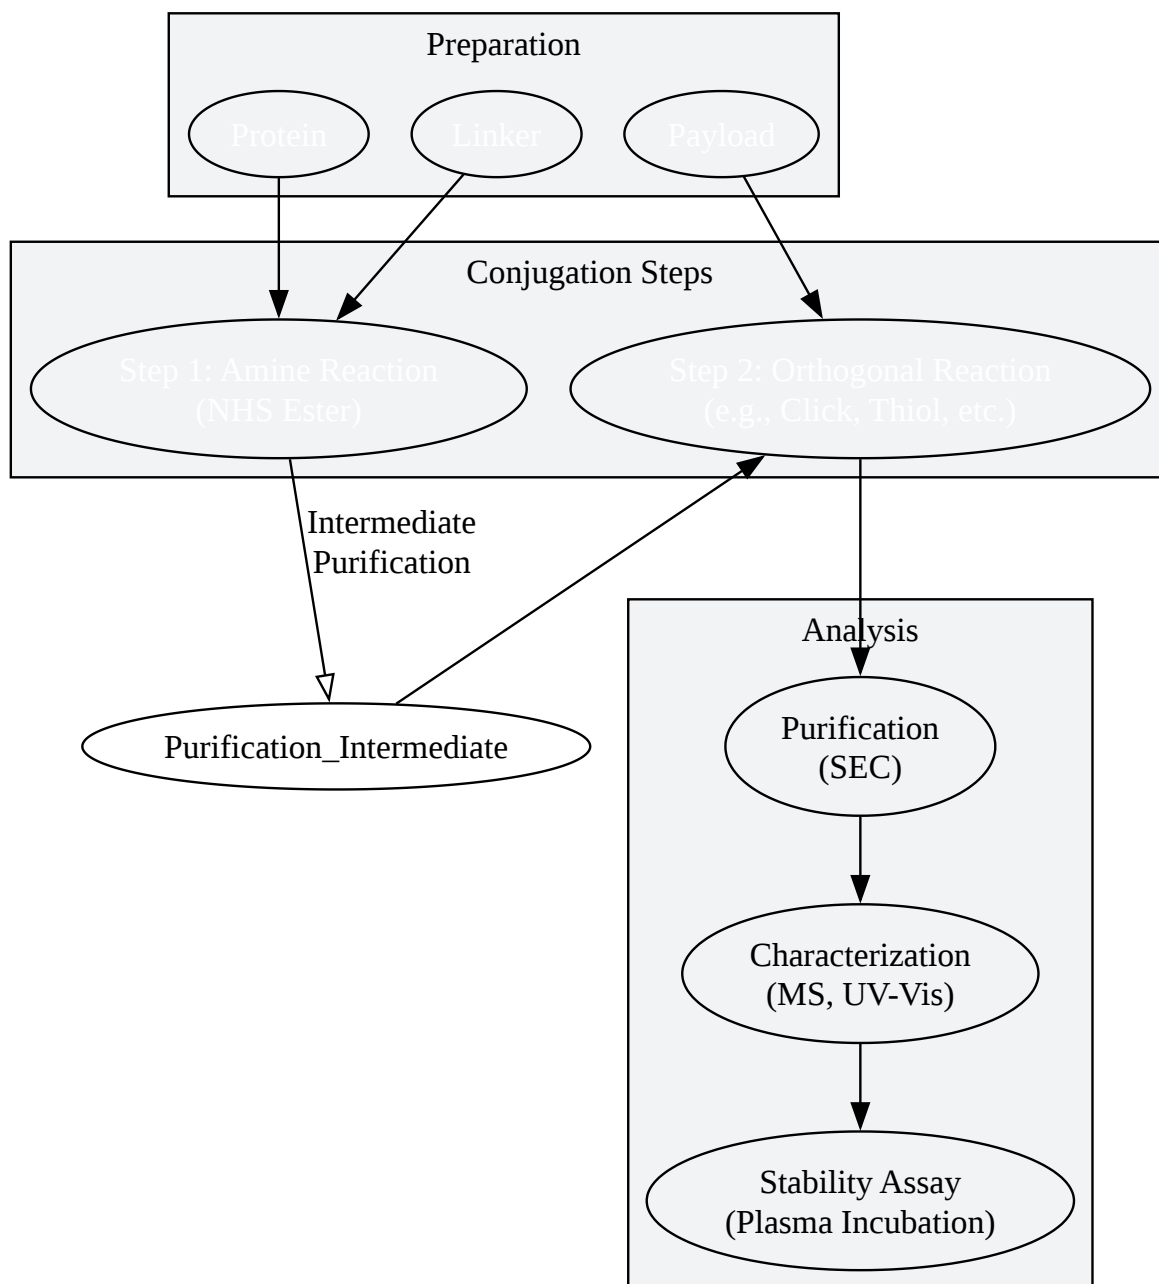 Preparation
Protein
Linker
Payload
Conjugation Steps
Step 1: Amine Reaction
(NHS Ester)
Step 2: Orthogonal Reaction
(e.g., Click, Thiol, etc.)
Intermediate
Purification
Purification_Intermediate
Analysis
Purification
(SEC)
Characterization
(MS, UV-Vis)
Stability Assay
(Plasma Incubation)